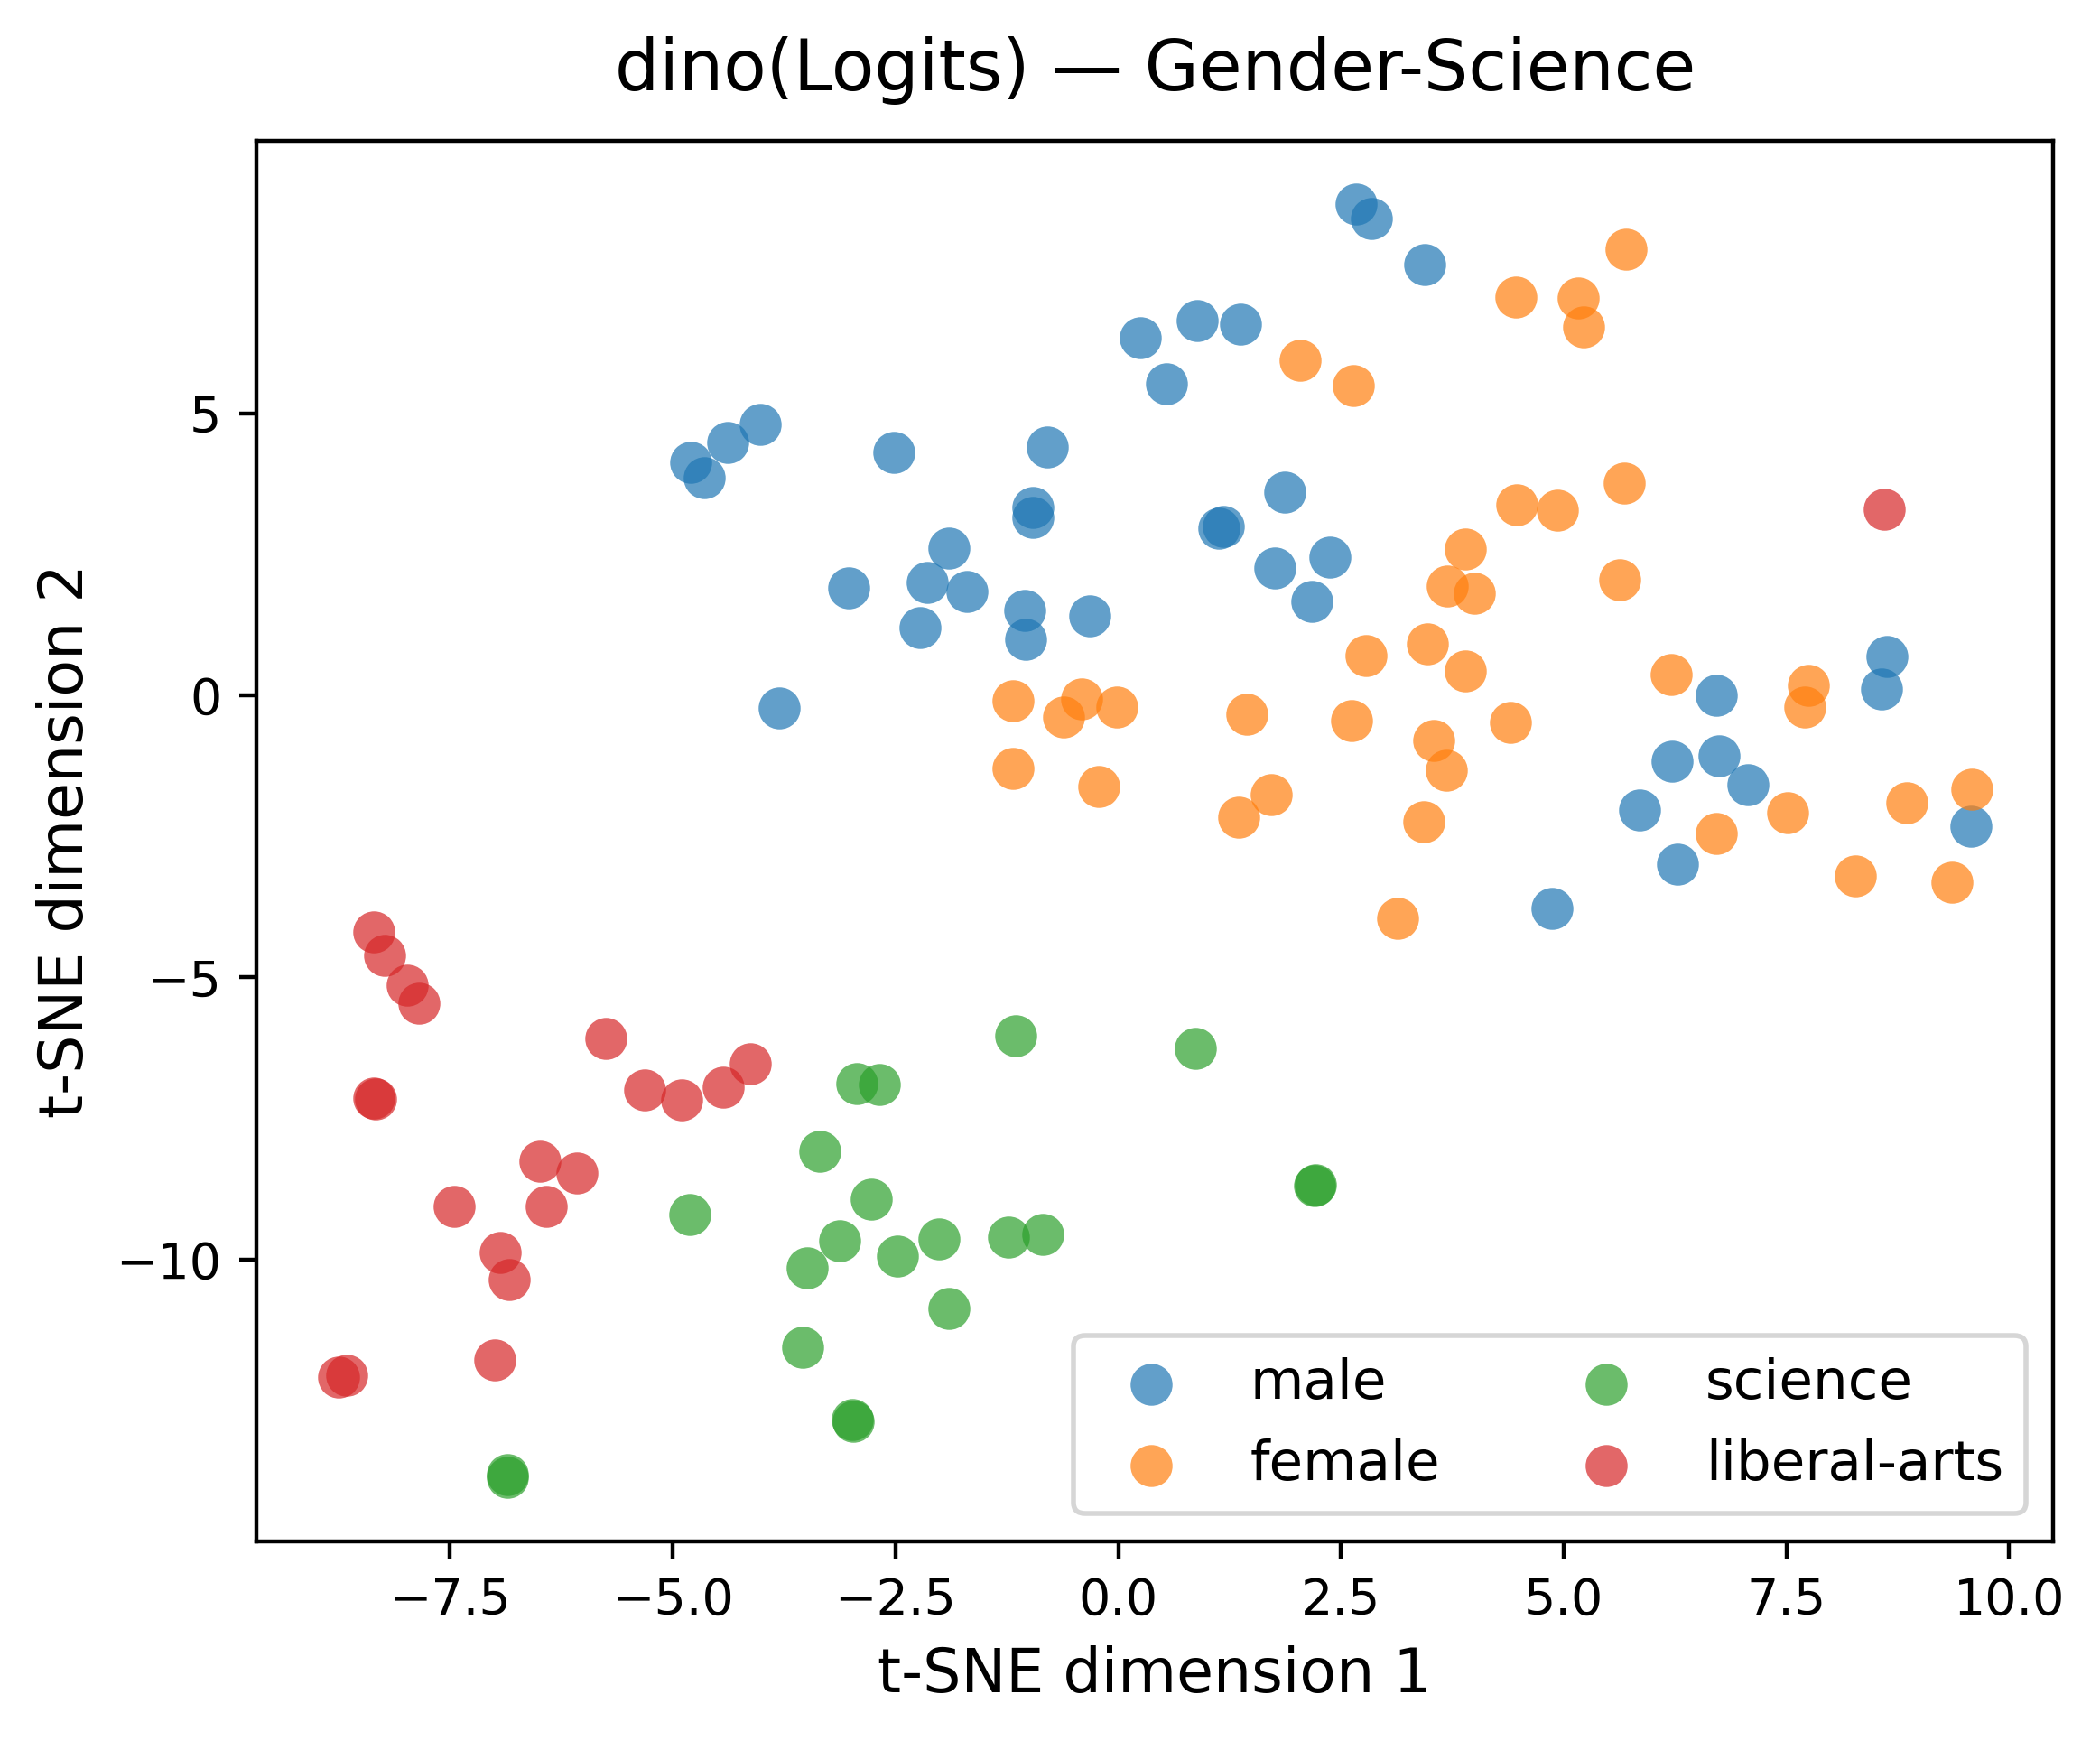 dino(Logits) — Gender-Science
t-SNE dimension 2
5
0
−5
−10
male
female
science
liberal-arts
−7.5 −5.0 −2.5 0.0 2.5 5.0 7.5 10.0
t-SNE dimension 1